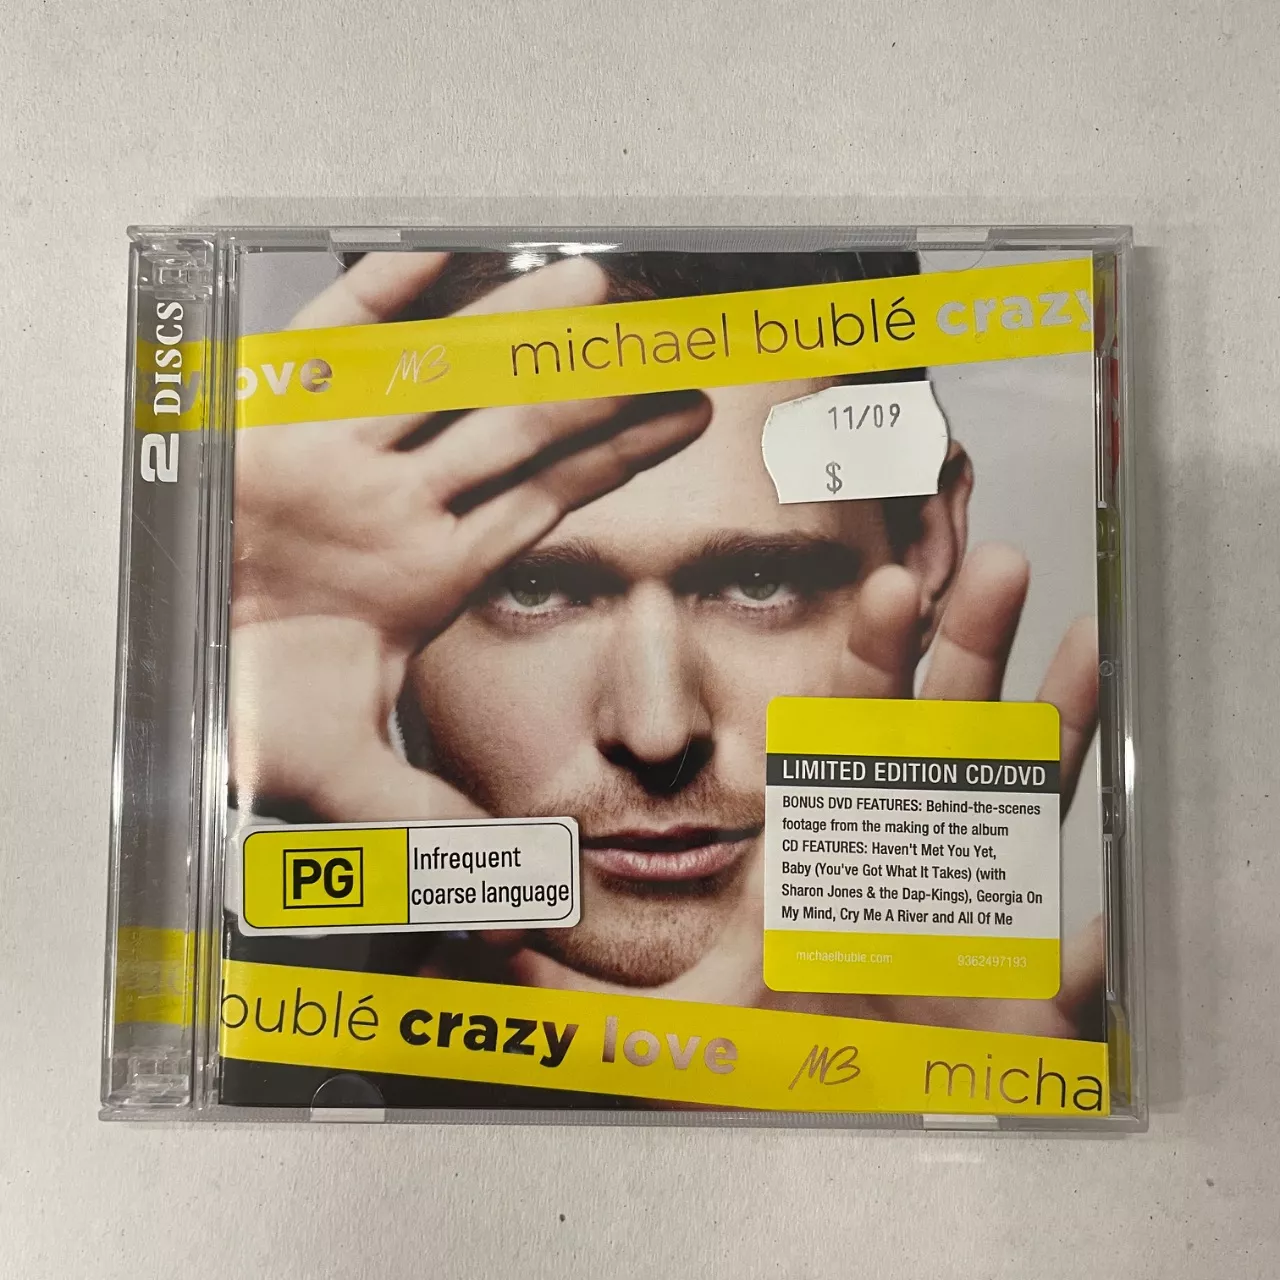 2 DISCS
love MB michael bublé crazy
11/09
$
LIMITED EDITION CD/DVD
BONUS DVD FEATURES: Behind-the-scenes
footage from the making of the album
CD FEATURES: Haven't Met You Yet,
Baby (You've Got What It Takes) (with
Sharon Jones & the Dap-Kings), Georgia On
My Mind, Cry Me A River and All Of Me
michaelbuble.com 9362497193
PG Infrequent
coarse language
bublé crazy love MB micha